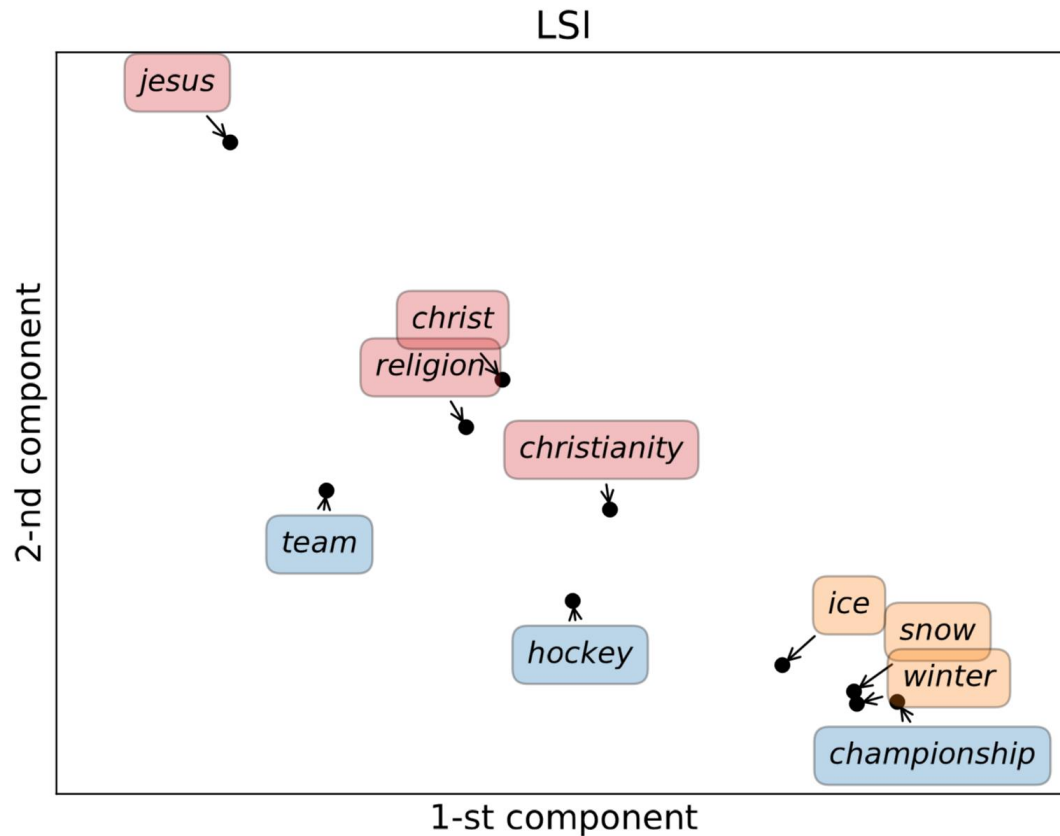 LSI
jesus
christ
religion
christianity
team
ice
snow
hockey
winter
championship
2-nd component
1-st component